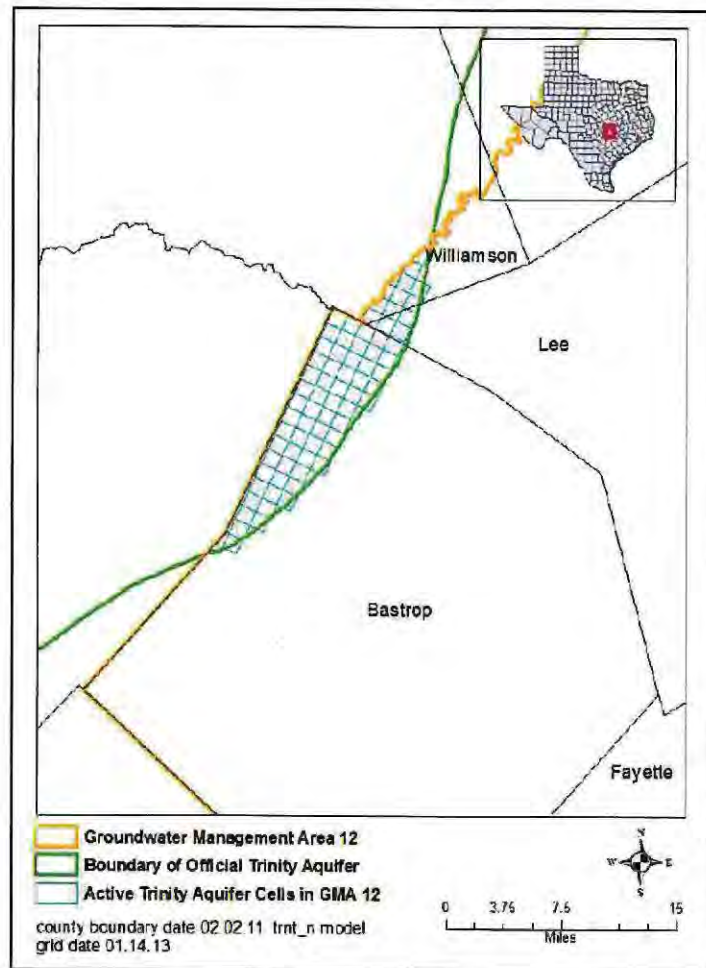 Williamson
Lee
Bastrop
Fayette
Groundwater Management Area 12
Boundary of Official Trinity Aquifer
Active Trinity Aquifer Cells in GMA 12
county boundary date 02.02.11 trnt_n model
grid date 01.14.13
N
W E
S
0 3.75 7.5 15
Miles